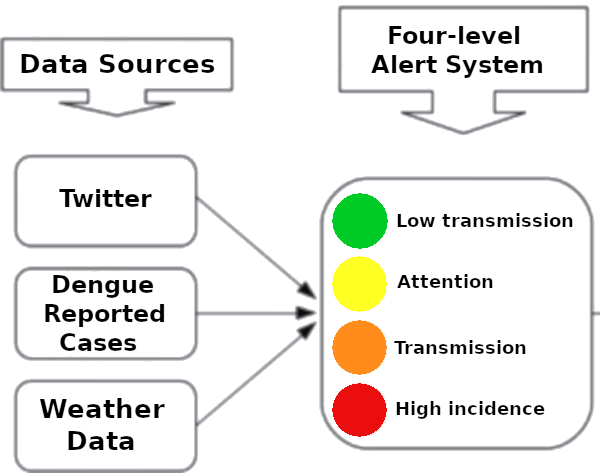 Data Sources
Four-level
Alert System
Twitter
Dengue
Reported
Cases
Weather
Data
Low transmission
Attention
Transmission
High incidence